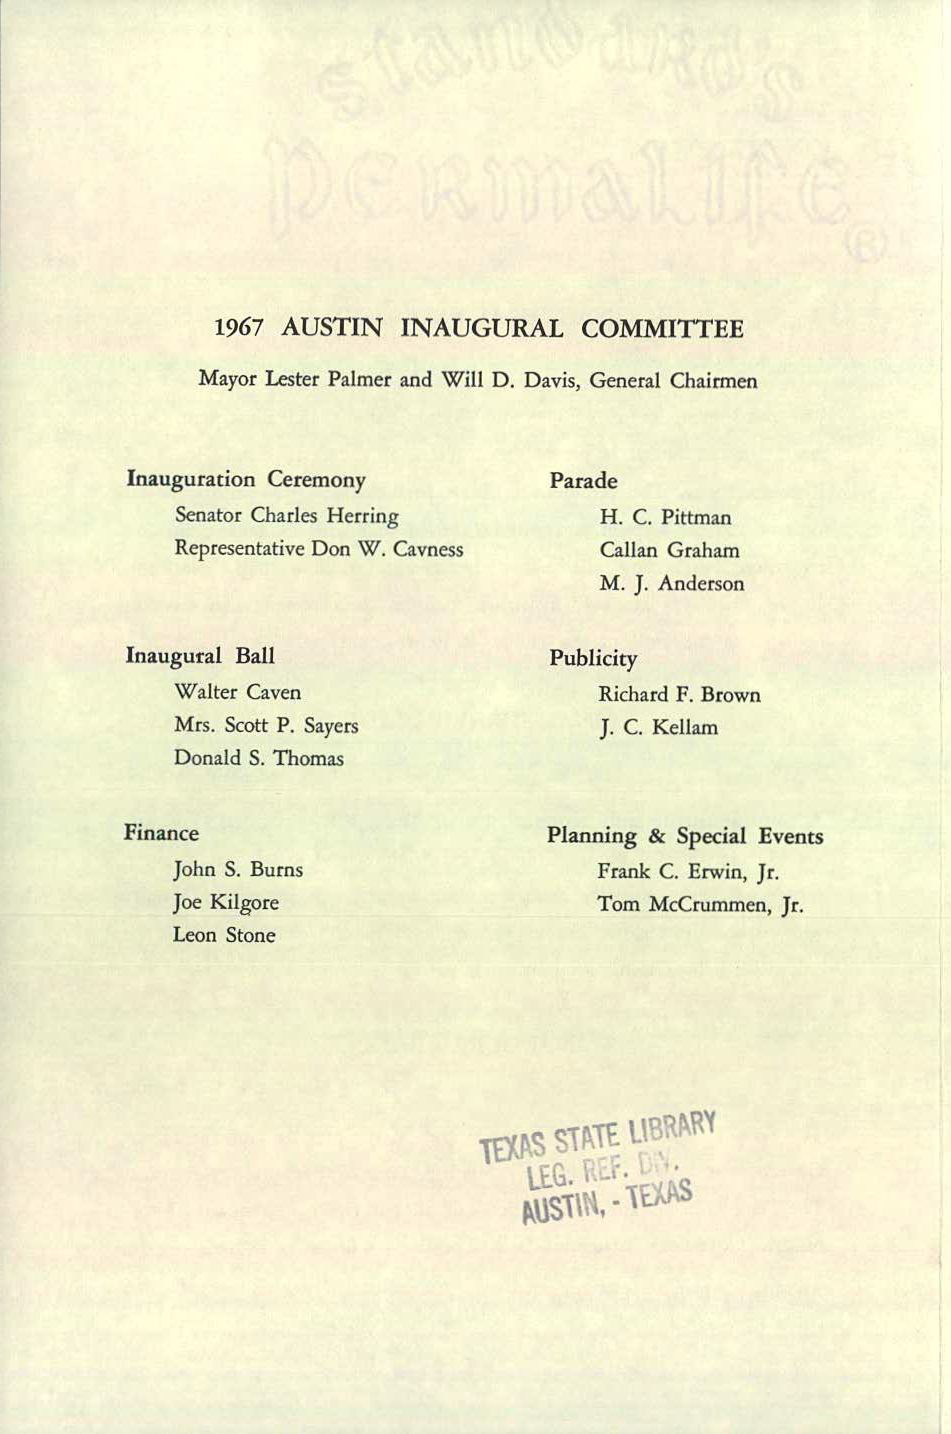 permalife®
1967 AUSTIN INAUGURAL COMMITTEE
Mayor Lester Palmer and Will D. Davis, General Chairmen
Inauguration Ceremony
Senator Charles Herring
Representative Don W. Cavness
Parade
H. C. Pittman
Callan Graham
M. J. Anderson
Inaugural Ball
Walter Caven
Mrs. Scott P. Sayers
Donald S. Thomas
Publicity
Richard F. Brown
J. C. Kellam
Finance
John S. Burns
Joe Kilgore
Leon Stone
Planning & Special Events
Frank C. Erwin, Jr.
Tom McCrummen, Jr.
TEXAS STATE LIBRARY
LEG. REF. DIV.
AUSTIN, - TEXAS